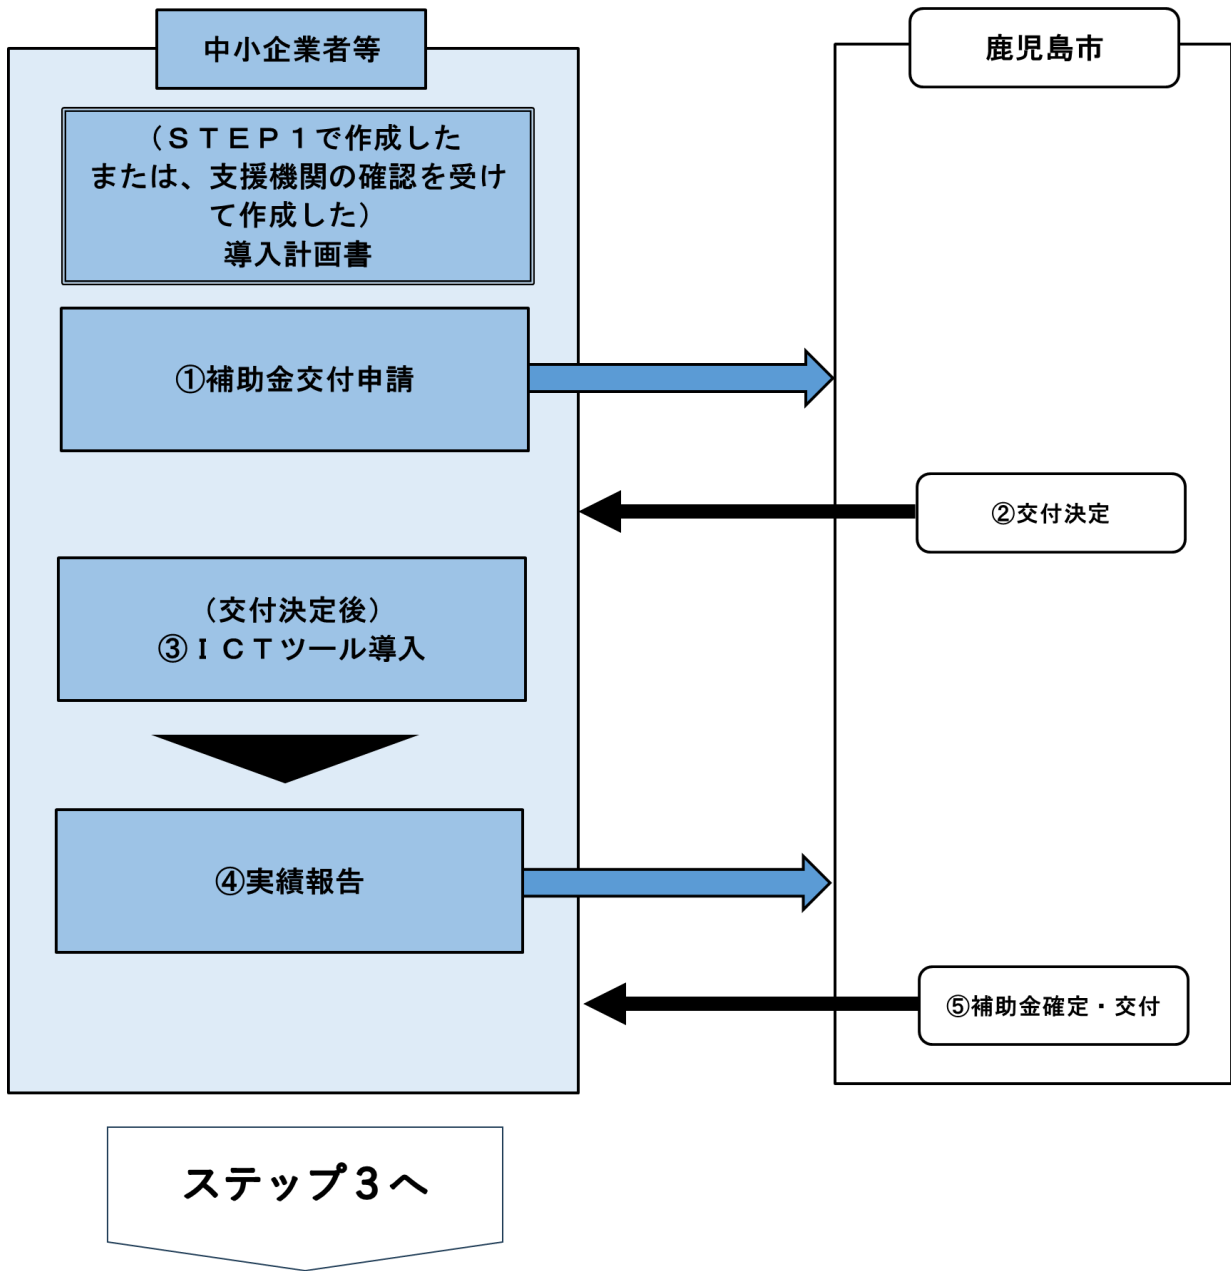 中小企業者等
鹿児島市
（ＳＴＥＰ１で作成した
または、支援機関の確認を受け
て作成した）
導入計画書
①補助金交付申請
②交付決定
（交付決定後）
③ＩＣＴツール導入
④実績報告
⑤補助金確定・交付
ステップ３へ